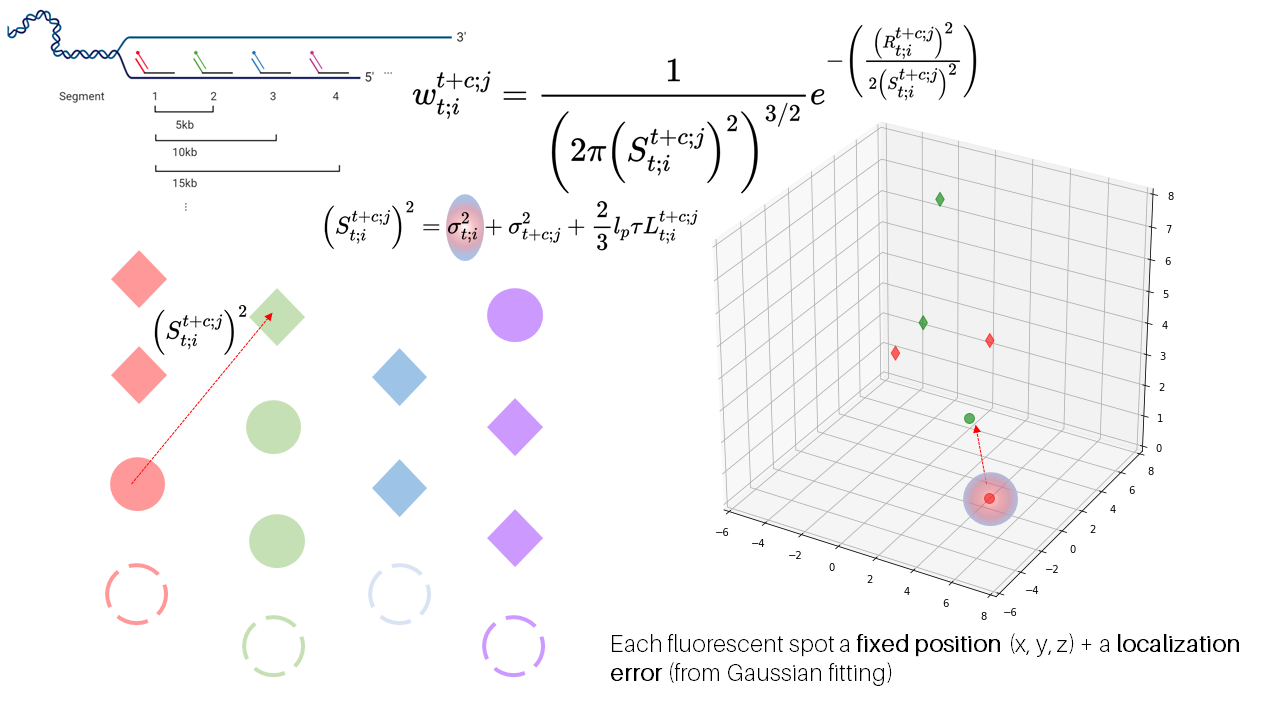 3'
5' ...
Segment 1 2 3 4
5kb
10kb
15kb
⋮
w_{t;i}^{t+c;j} = \frac{1}{\left(2\pi\left(S_{t;i}^{t+c;j}\right)^2\right)^{3/2}} e^{-\left(\frac{\left(R_{t;i}^{t+c;j}\right)^2}{2\left(S_{t;i}^{t+c;j}\right)^2}\right)}
\left(S_{t;i}^{t+c;j}\right)^2 = \sigma_{t;i}^2 + \sigma_{t+c;j}^2 + \frac{2}{3} l_p \tau L_{t;i}^{t+c;j}
\left(S_{t;i}^{t+c;j}\right)^2
8
7
6
5
4
3
2
1
0
−6 −4 −2 0 2 4 6 8
−6 −4 −2 0 2 4 6 8
Each fluorescent spot a fixed position (x, y, z) + a localization
error (from Gaussian fitting)